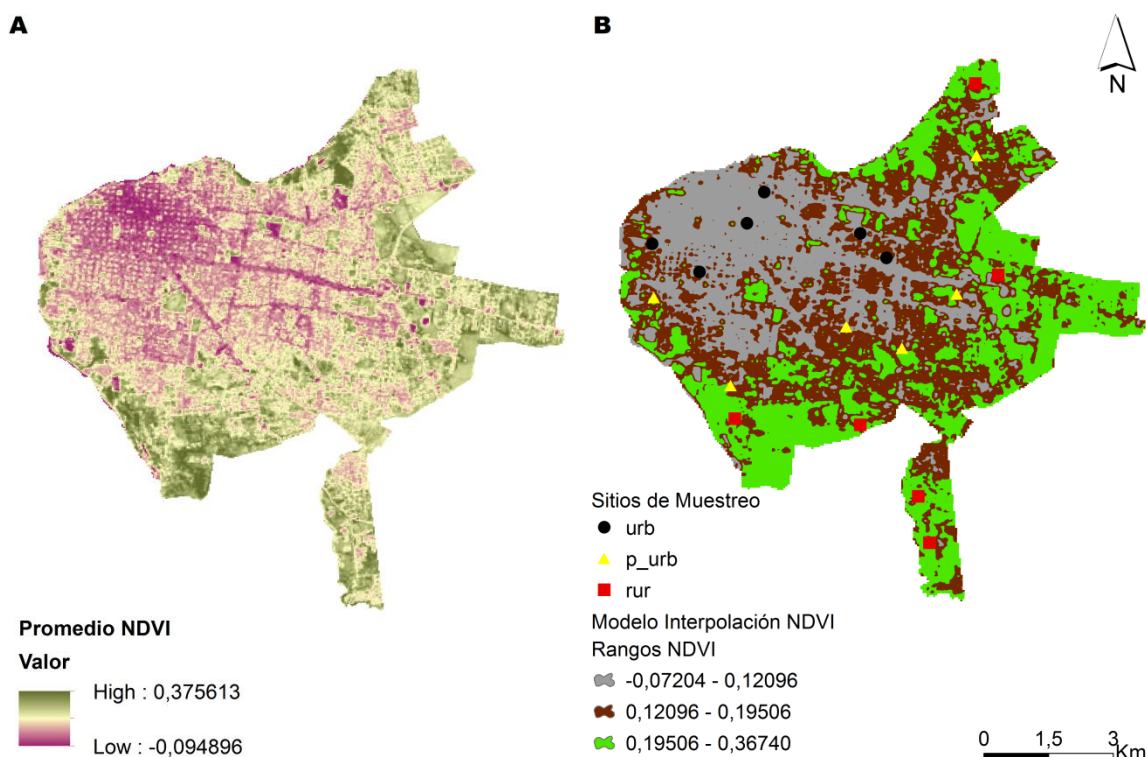 A
B
N
Promedio NDVI
Valor
High : 0,375613
Low : -0,094896
Sitios de Muestreo
urb
p_urb
rur
Modelo Interpolación NDVI
Rangos NDVI
-0,07204 - 0,12096
0,12096 - 0,19506
0,19506 - 0,36740
0 1,5 3
Km